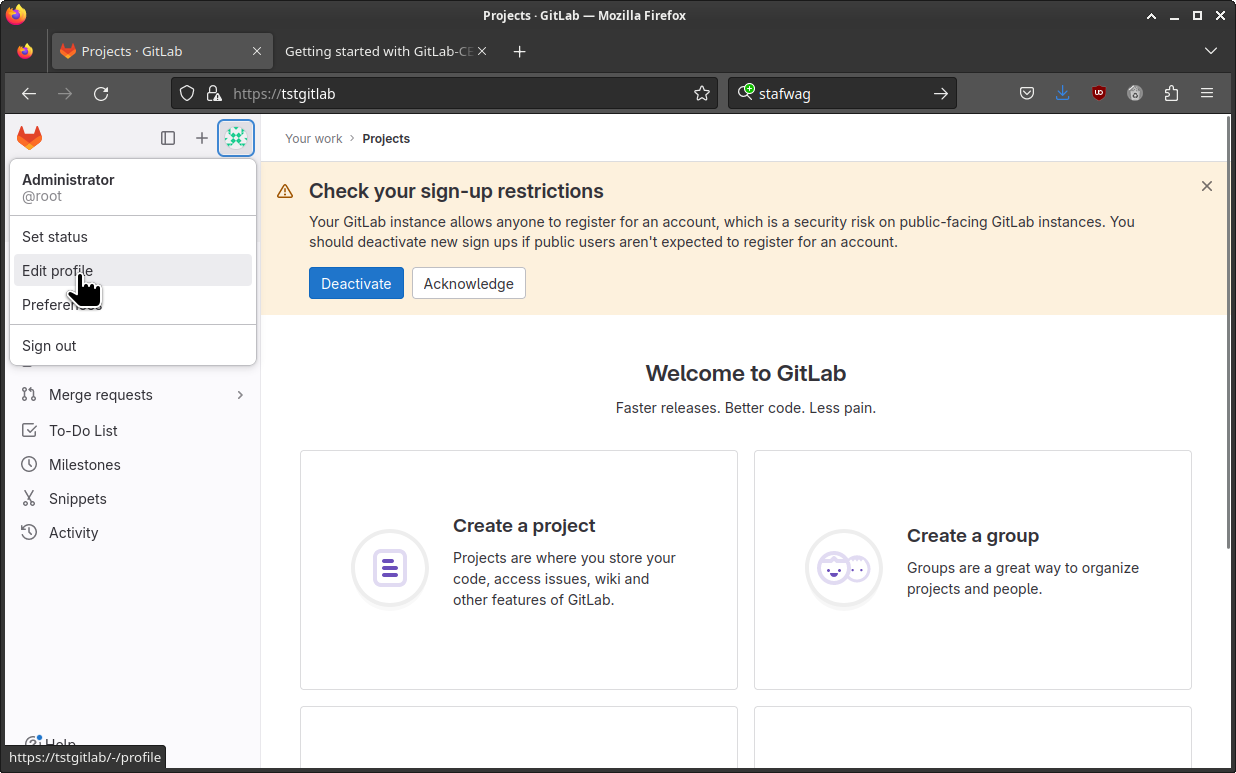 Projects · GitLab — Mozilla Firefox
Projects · GitLab
Getting started with GitLab-CE
https://tstgitlab
stafwag
Your work › Projects
Administrator
@root
Set status
Edit profile
Preferences
Sign out
Merge requests
To-Do List
Milestones
Snippets
Activity
Help
https://tstgitlab/-/profile
Check your sign-up restrictions
Your GitLab instance allows anyone to register for an account, which is a security risk on public-facing GitLab instances. You
should deactivate new sign ups if public users aren't expected to register for an account.
Deactivate
Acknowledge
Welcome to GitLab
Faster releases. Better code. Less pain.
Create a project
Projects are where you store your
code, access issues, wiki and
other features of GitLab.
Create a group
Groups are a great way to organize
projects and people.